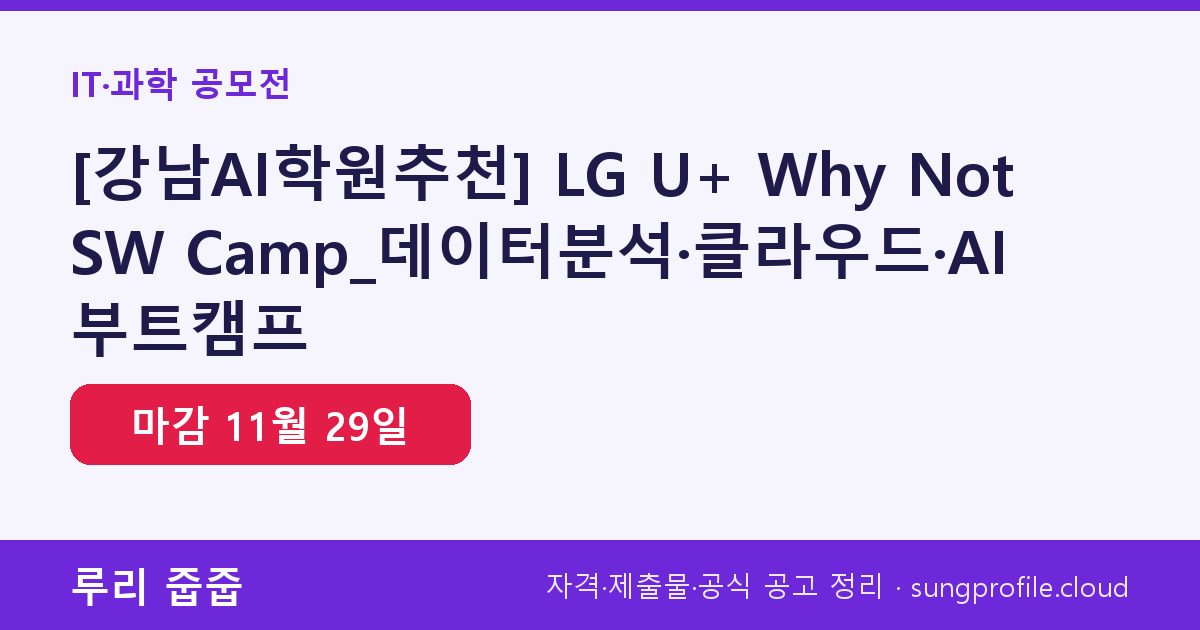 IT·과학 공모전
[강남AI학원추천] LG U+ Why Not
SW Camp_데이터분석·클라우드·AI
부트캠프
마감 11월 29일
루리 줍줍
자격·제출물·공식 공고 정리 · sungprofile.cloud